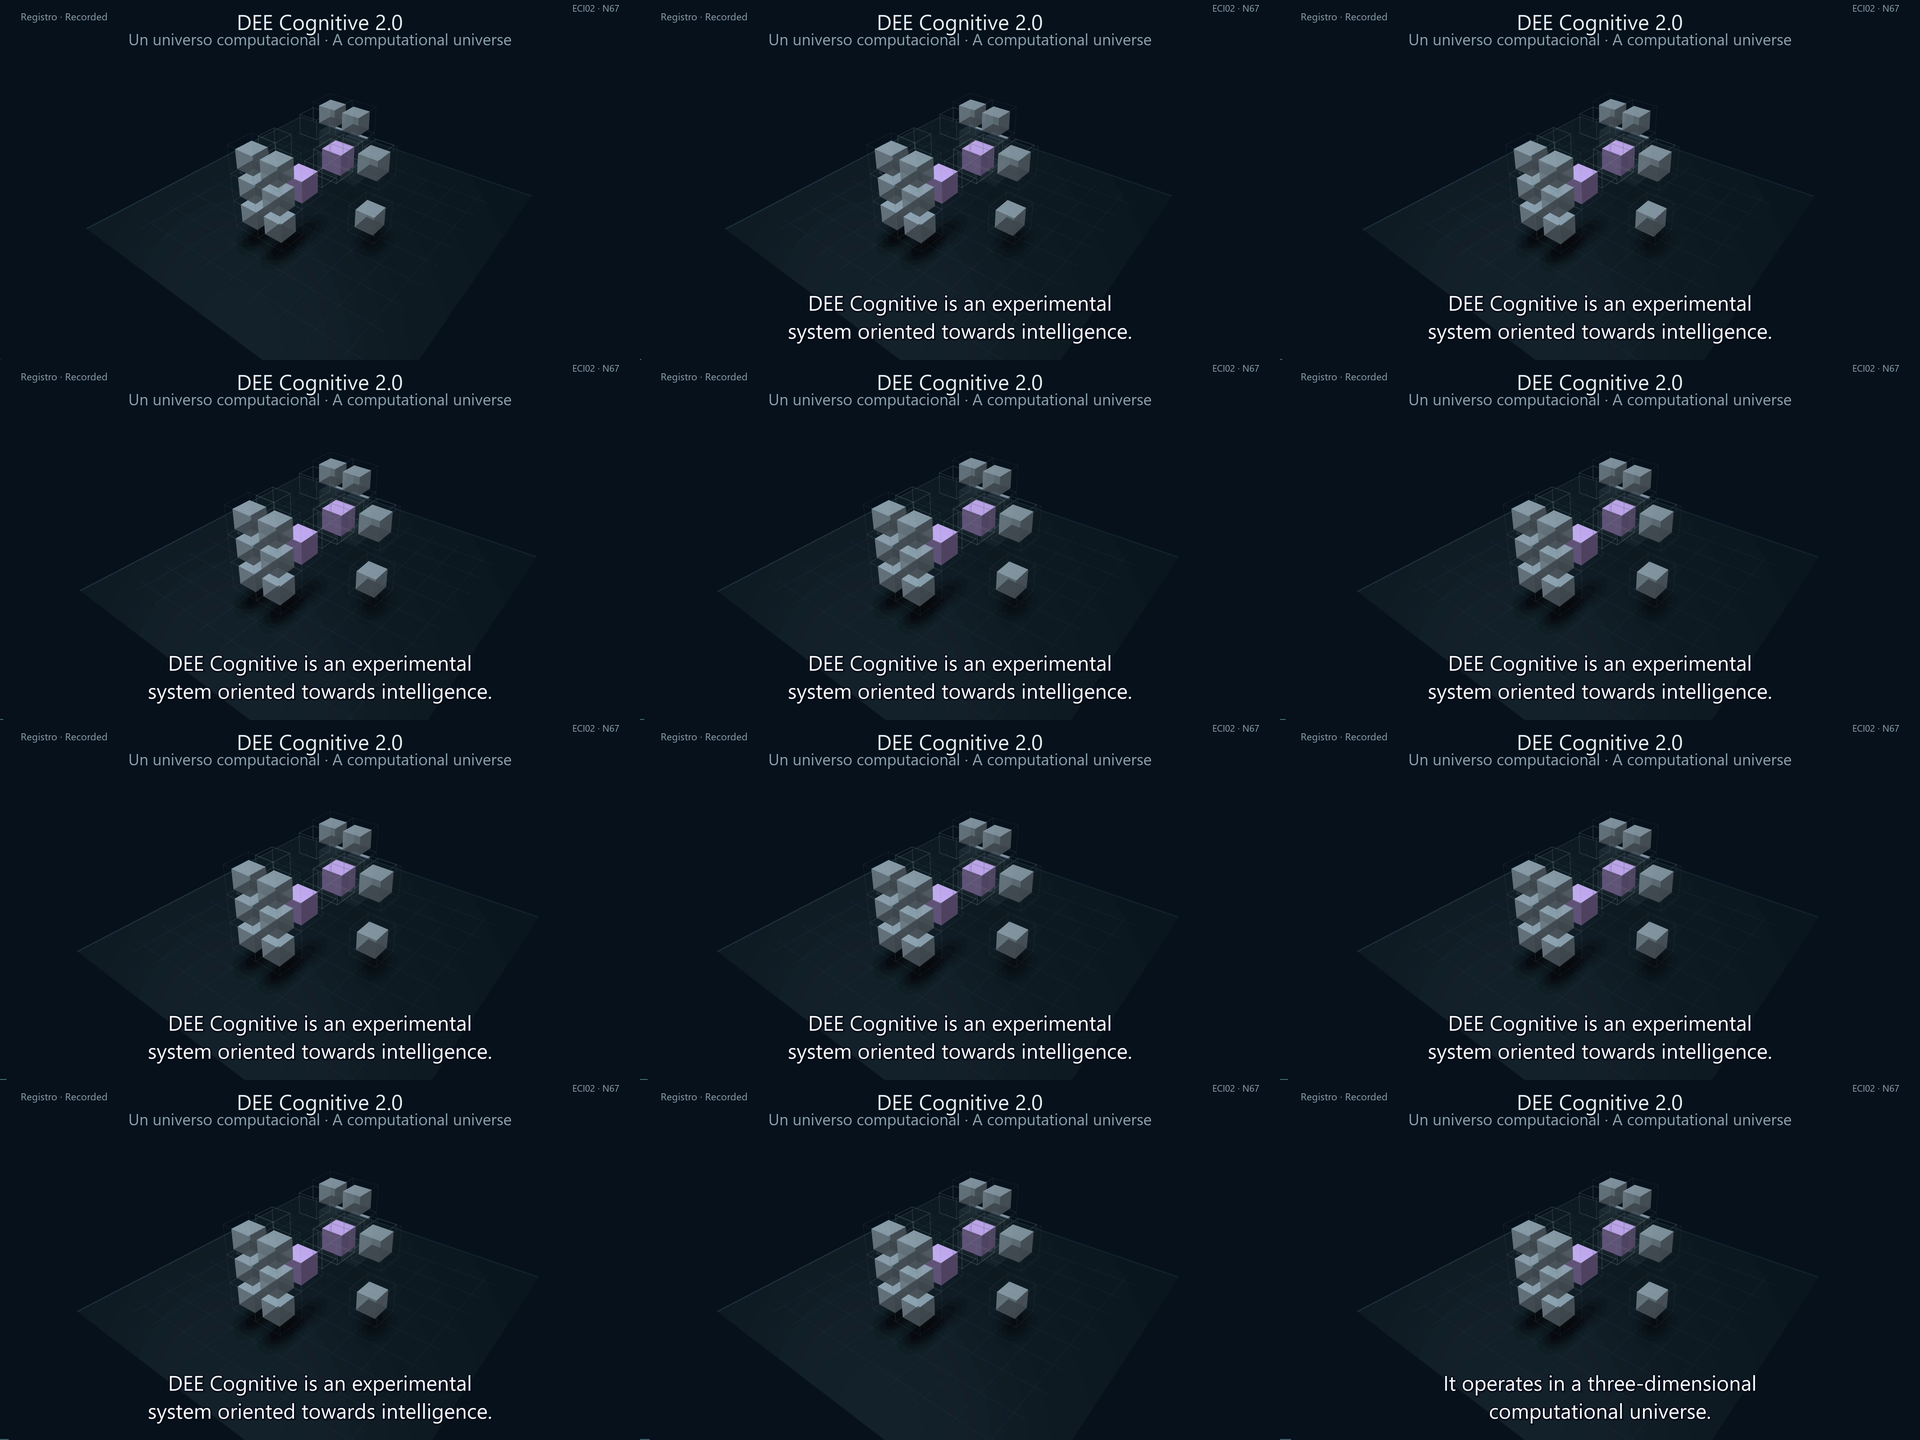 Registro · Recorded
DEE Cognitive 2.0
ECI02 · N67
Un universo computacional · A computational universe
Registro · Recorded
DEE Cognitive 2.0
ECI02 · N67
Un universo computacional · A computational universe
DEE Cognitive is an experimental
system oriented towards intelligence.
Registro · Recorded
DEE Cognitive 2.0
ECI02 · N67
Un universo computacional · A computational universe
DEE Cognitive is an experimental
system oriented towards intelligence.
Registro · Recorded
DEE Cognitive 2.0
ECI02 · N67
Un universo computacional · A computational universe
DEE Cognitive is an experimental
system oriented towards intelligence.
Registro · Recorded
DEE Cognitive 2.0
ECI02 · N67
Un universo computacional · A computational universe
DEE Cognitive is an experimental
system oriented towards intelligence.
Registro · Recorded
DEE Cognitive 2.0
ECI02 · N67
Un universo computacional · A computational universe
DEE Cognitive is an experimental
system oriented towards intelligence.
Registro · Recorded
DEE Cognitive 2.0
ECI02 · N67
Un universo computacional · A computational universe
DEE Cognitive is an experimental
system oriented towards intelligence.
Registro · Recorded
DEE Cognitive 2.0
ECI02 · N67
Un universo computacional · A computational universe
DEE Cognitive is an experimental
system oriented towards intelligence.
Registro · Recorded
DEE Cognitive 2.0
ECI02 · N67
Un universo computacional · A computational universe
DEE Cognitive is an experimental
system oriented towards intelligence.
Registro · Recorded
DEE Cognitive 2.0
ECI02 · N67
Un universo computacional · A computational universe
DEE Cognitive is an experimental
system oriented towards intelligence.
Registro · Recorded
DEE Cognitive 2.0
ECI02 · N67
Un universo computacional · A computational universe
Registro · Recorded
DEE Cognitive 2.0
ECI02 · N67
Un universo computacional · A computational universe
It operates in a three-dimensional
computational universe.